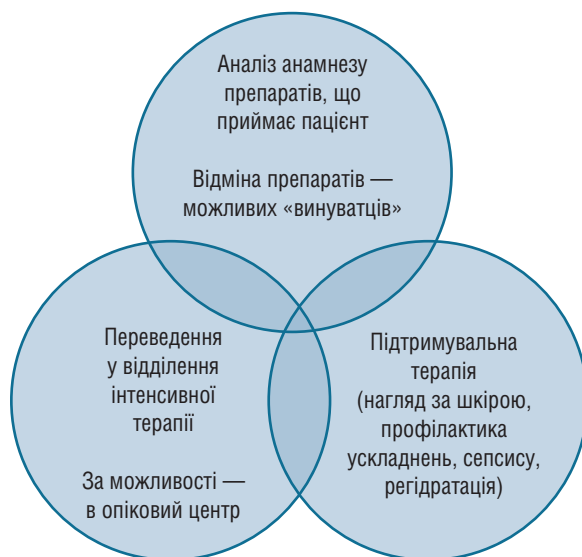 Аналіз анамнезу
препаратів, що
приймає пацієнт
Відміна препаратів —
можливих «винуватців»
Переведення
у відділення
інтенсивної
терапії
За можливості —
в опіковий центр
Підтримувальна
терапія
(нагляд за шкірою,
профілактика
ускладнень, сепсису,
регідратація)